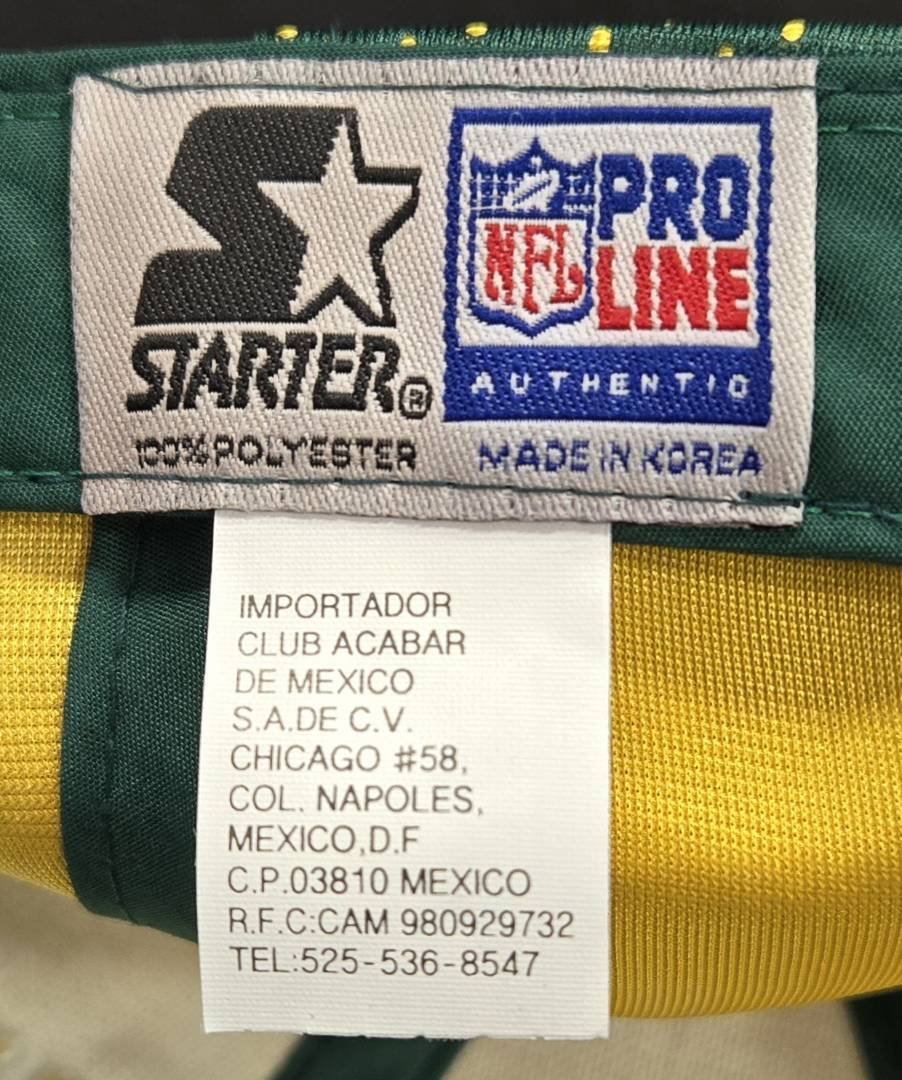 STARTER®
100% POLYESTER
NFL
PRO
LINE
AUTHENTIC
MADE IN KOREA
IMPORTADOR
CLUB ACABAR
DE MEXICO
S.A.DE C.V.
CHICAGO #58,
COL. NAPOLES,
MEXICO,D.F
C.P.03810 MEXICO
R.F.C:CAM 980929732
TEL:525-536-8547